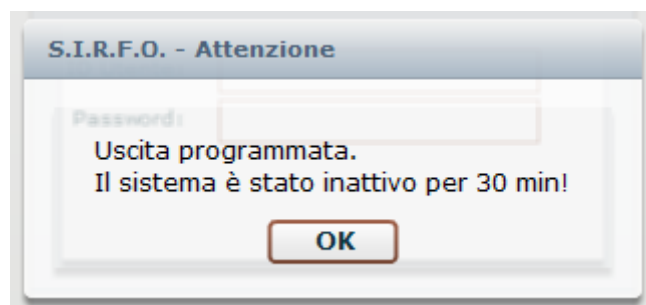 S.I.R.F.O. - Attenzione
Password:
Uscita programmata.
Il sistema è stato inattivo per 30 min!
OK